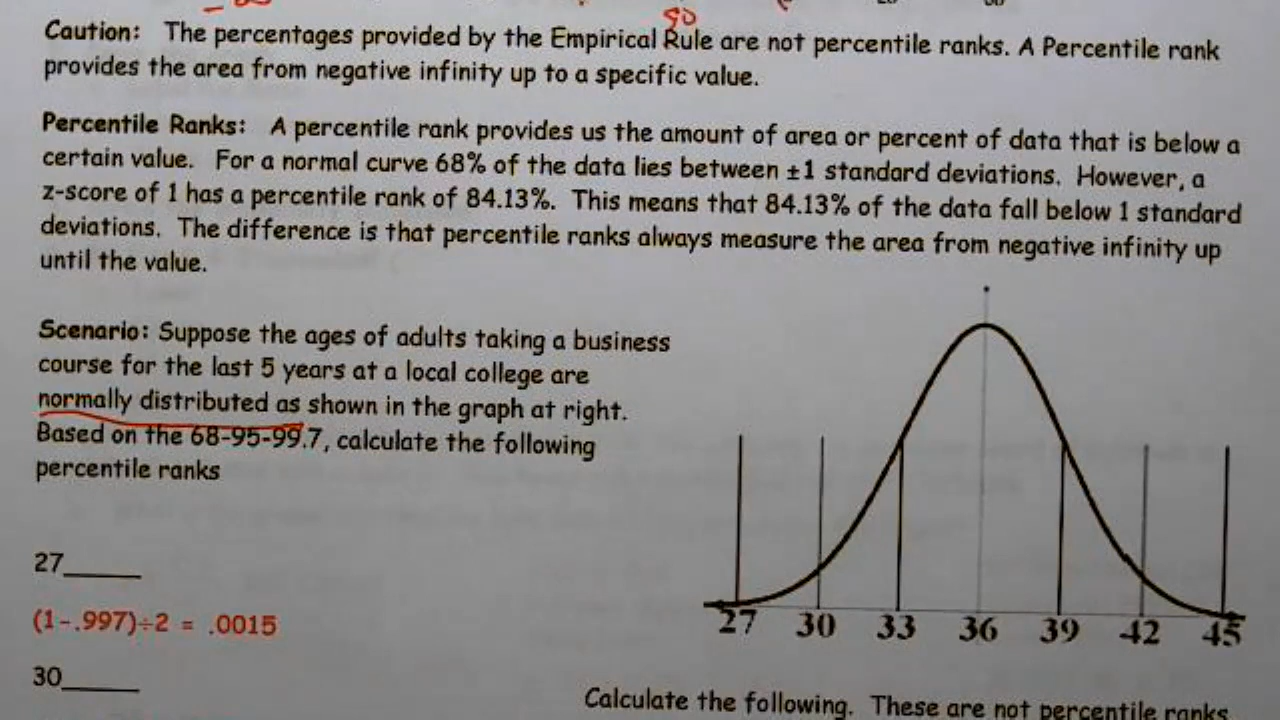 90
Caution: The percentages provided by the Empirical Rule are not percentile ranks. A Percentile rank
provides the area from negative infinity up to a specific value.
Percentile Ranks: A percentile rank provides us the amount of area or percent of data that is below a
certain value. For a normal curve 68% of the data lies between ±1 standard deviations. However, a
z-score of 1 has a percentile rank of 84.13%. This means that 84.13% of the data fall below 1 standard
deviations. The difference is that percentile ranks always measure the area from negative infinity up
until the value.
Scenario: Suppose the ages of adults taking a business
course for the last 5 years at a local college are
normally distributed as shown in the graph at right.
Based on the 68-95-99.7, calculate the following
percentile ranks
27_____
(1-.997)÷2 = .0015
30_____
27 30 33 36 39 42 45
Calculate the following. These are not percentile ranks